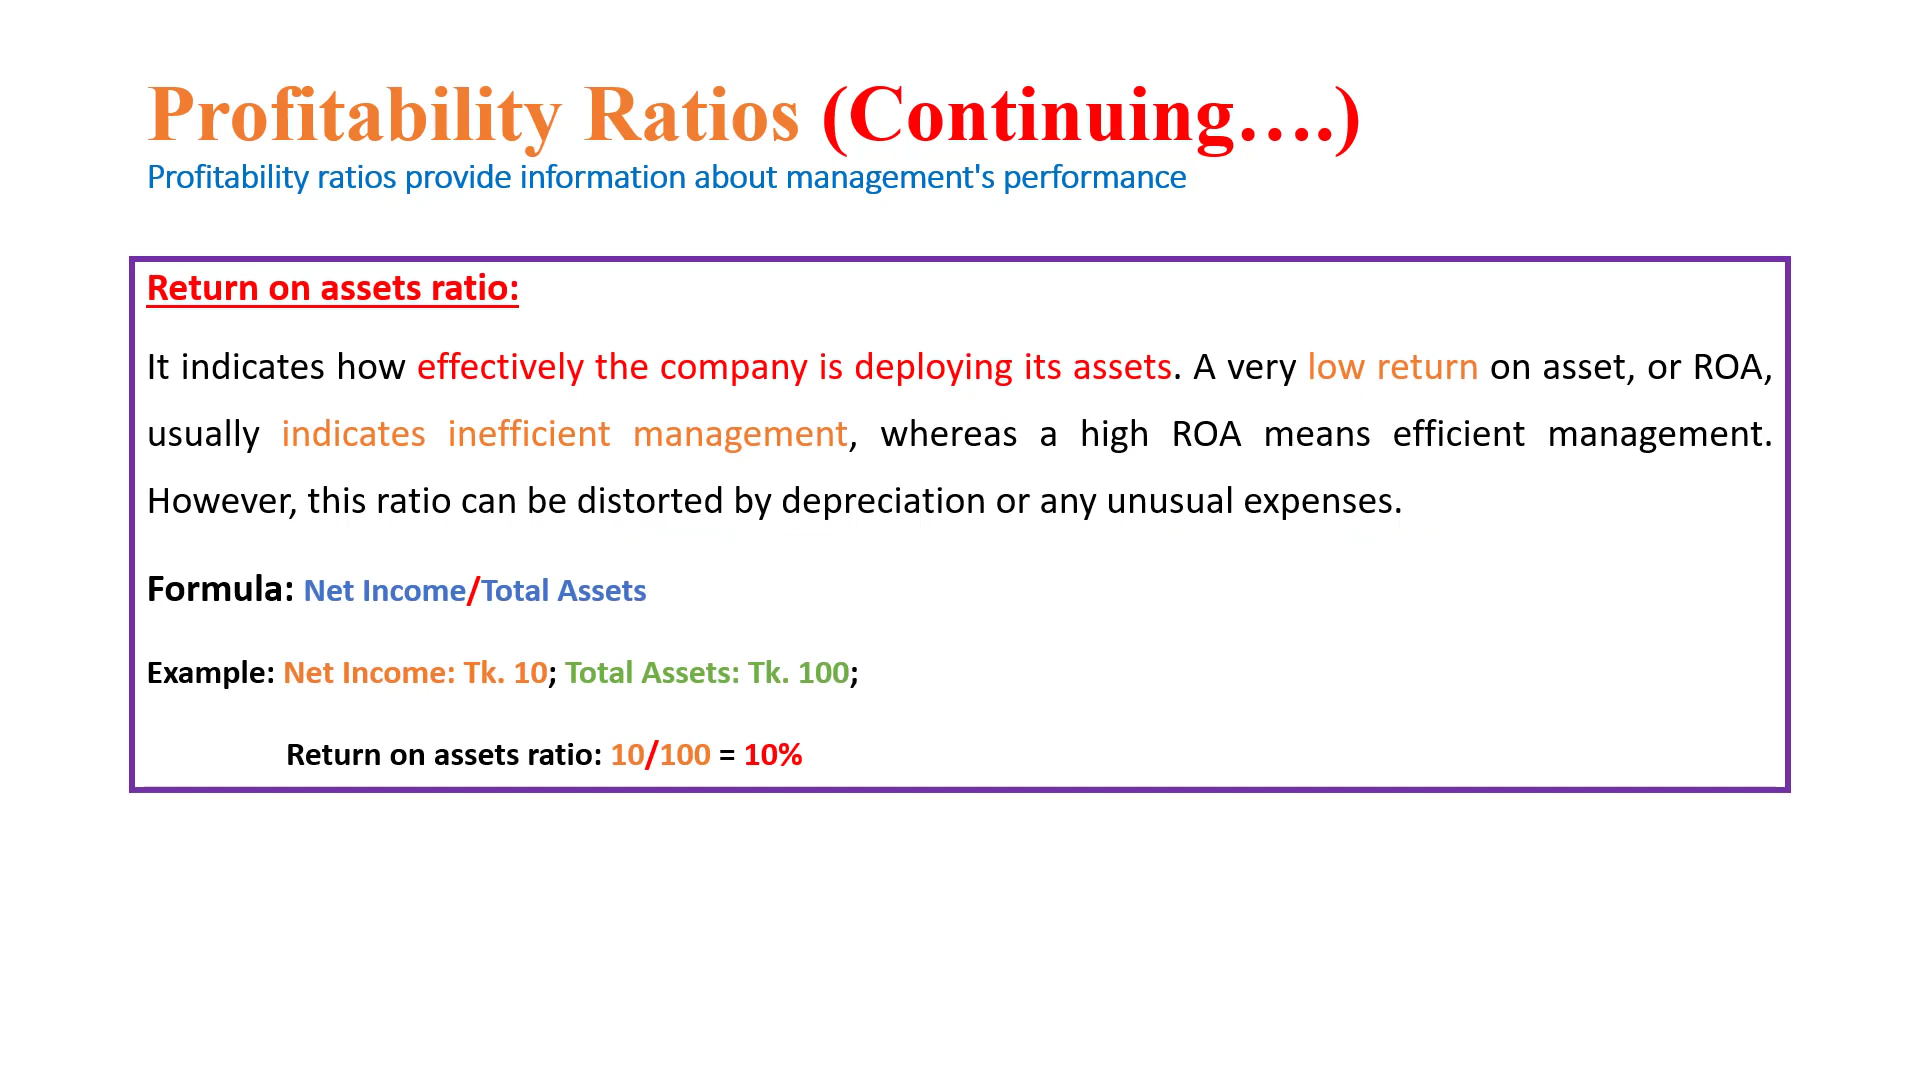 Profitability Ratios (Continuing….)
Profitability ratios provide information about management's performance
Return on assets ratio:
It indicates how effectively the company is deploying its assets. A very low return on asset, or ROA,
usually indicates inefficient management, whereas a high ROA means efficient management.
However, this ratio can be distorted by depreciation or any unusual expenses.
Formula: Net Income/Total Assets
Example: Net Income: Tk. 10; Total Assets: Tk. 100;
Return on assets ratio: 10/100 = 10%